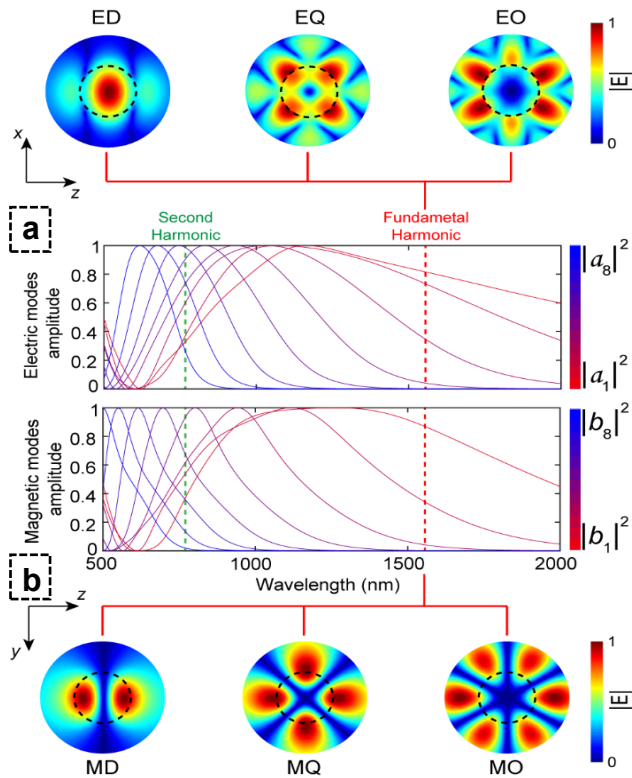 ED EQ EO
1
|E|
0
x
z
a
Second
Harmonic
Fundametal
Harmonic
Electric modes
amplitude
1
0.8
0.6
0.4
0.2
0
|a₈|²
|a₁|²
Magnetic modes
amplitude
1
0.8
0.6
0.4
0.2
0
|b₈|²
|b₁|²
500 1000 1500 2000
Wavelength (nm)
b
z
y
1
|E|
0
MD MQ MO